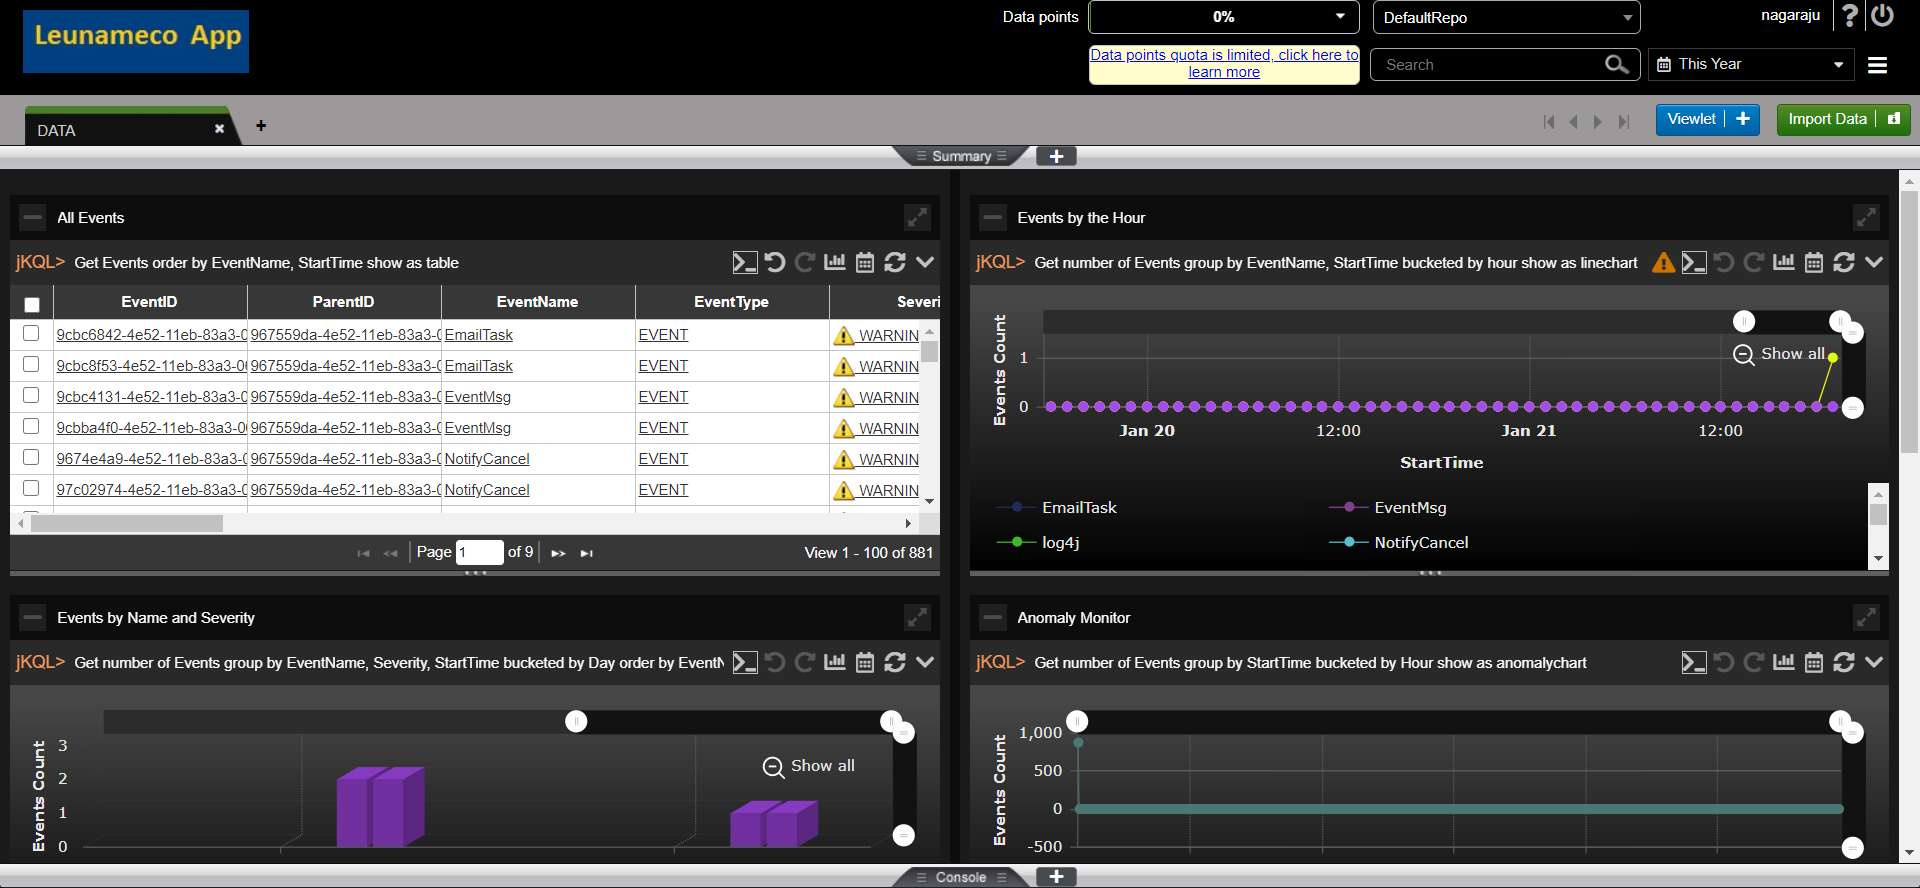 Leunameco App
Data points
0%
DefaultRepo
nagaraju
?
Data points quota is limited, click here to
learn more
Search
This Year
DATA
Viewlet
Import Data
Summary
All Events
jKQL> Get Events order by EventName, StartTime show as table
EventID ParentID EventName EventType Severi
9cbc6842-4e52-11eb-83a3-0 967559da-4e52-11eb-83a3-0 EmailTask EVENT WARNIN
9cbc8f53-4e52-11eb-83a3-0 967559da-4e52-11eb-83a3-0 EmailTask EVENT WARNIN
9cbc4131-4e52-11eb-83a3-0 967559da-4e52-11eb-83a3-0 EventMsg EVENT WARNIN
9cbba4f0-4e52-11eb-83a3-0 967559da-4e52-11eb-83a3-0 EventMsg EVENT WARNIN
9674e4a9-4e52-11eb-83a3-0 967559da-4e52-11eb-83a3-0 NotifyCancel EVENT WARNIN
97c02974-4e52-11eb-83a3-0 967559da-4e52-11eb-83a3-0 NotifyCancel EVENT WARNIN
Page 1 of 9
View 1 - 100 of 881
Events by the Hour
jKQL> Get number of Events group by EventName, StartTime bucketed by hour show as linechart
Events Count
1
0
Show all
Jan 20 12:00 Jan 21 12:00
StartTime
EmailTask EventMsg
log4j NotifyCancel
Events by Name and Severity
jKQL> Get number of Events group by EventName, Severity, StartTime bucketed by Day order by EventN
Events Count
3
2
1
0
Show all
Anomaly Monitor
jKQL> Get number of Events group by StartTime bucketed by Hour show as anomalychart
Events Count
1,000
500
0
-500
Console